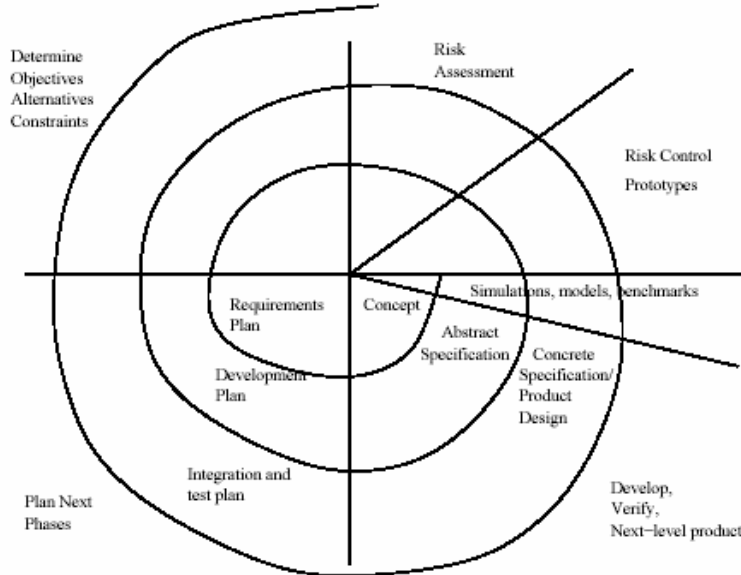 Determine
Objectives
Alternatives
Constraints
Risk
Assessment
Risk Control
Prototypes
Simulations, models, benchmarks
Requirements
Plan
Concept
Abstract
Specification
Concrete
Specification/
Product
Design
Development
Plan
Integration and
test plan
Plan Next
Phases
Develop,
Verify,
Next-level product